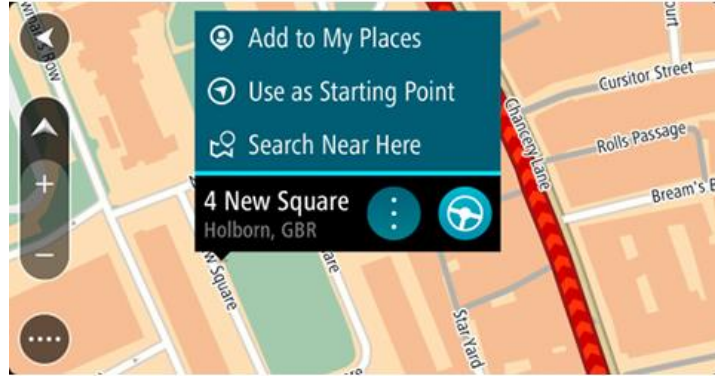 Add to My Places
Use as Starting Point
Search Near Here
4 New Square
Holborn, GBR
Cursitor Street
Chancery Lane
Rolls Passage
Bream's
Star Yard
Square